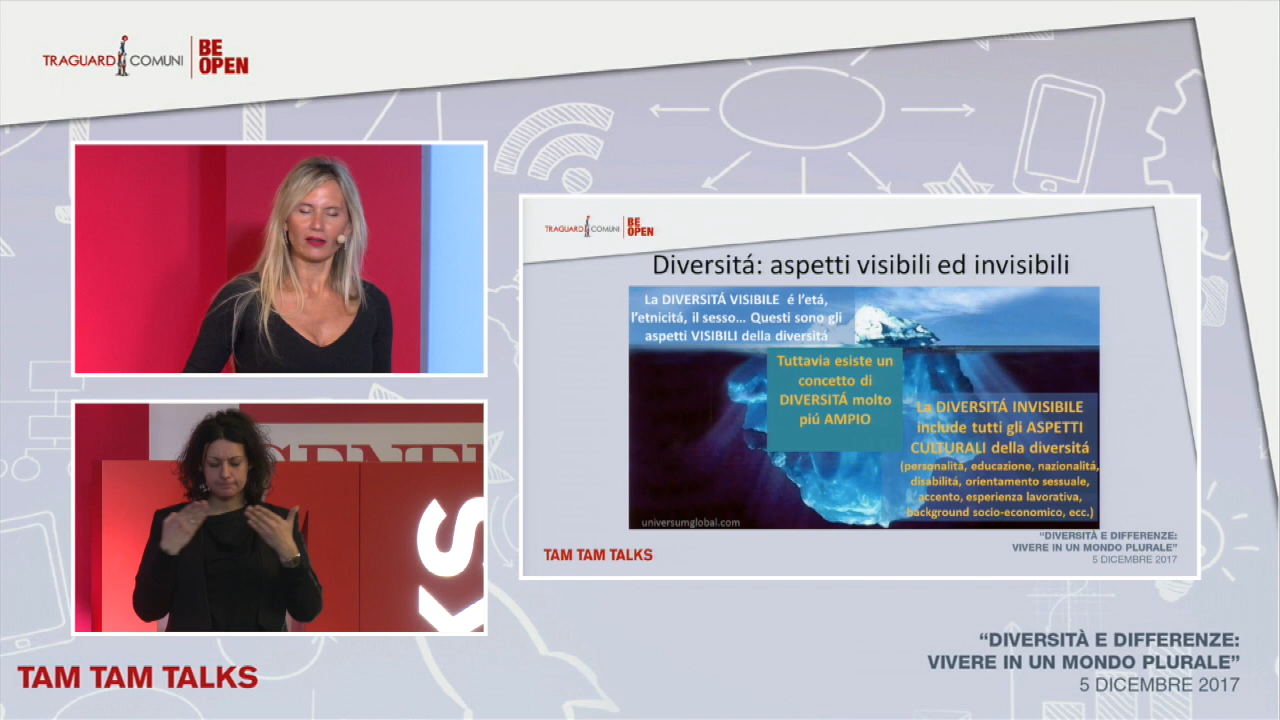 TRAGUARDI COMUNI
BE
OPEN
TRAGUARDI COMUNI
BE
OPEN
Diversitá: aspetti visibili ed invisibili
La DIVERSITÁ VISIBILE é l'etá,
l'etnicitá, il sesso... Questi sono gli
aspetti VISIBILI della diversitá
Tuttavia esiste un
concetto di
DIVERSITÁ molto
piú AMPIO
La DIVERSITÁ INVISIBILE
include tutti gli ASPETTI
CULTURALI della diversitá
(personalitá, educazione, nazionalitá,
disabilitá, orientamento sessuale,
accento, esperienza lavorativa,
background socio-economico, ecc.)
universumglobal.com
TAM TAM TALKS
“DIVERSITÀ E DIFFERENZE:
VIVERE IN UN MONDO PLURALE”
5 DICEMBRE 2017
KS
TAM TAM TALKS
“DIVERSITÀ E DIFFERENZE:
VIVERE IN UN MONDO PLURALE”
5 DICEMBRE 2017